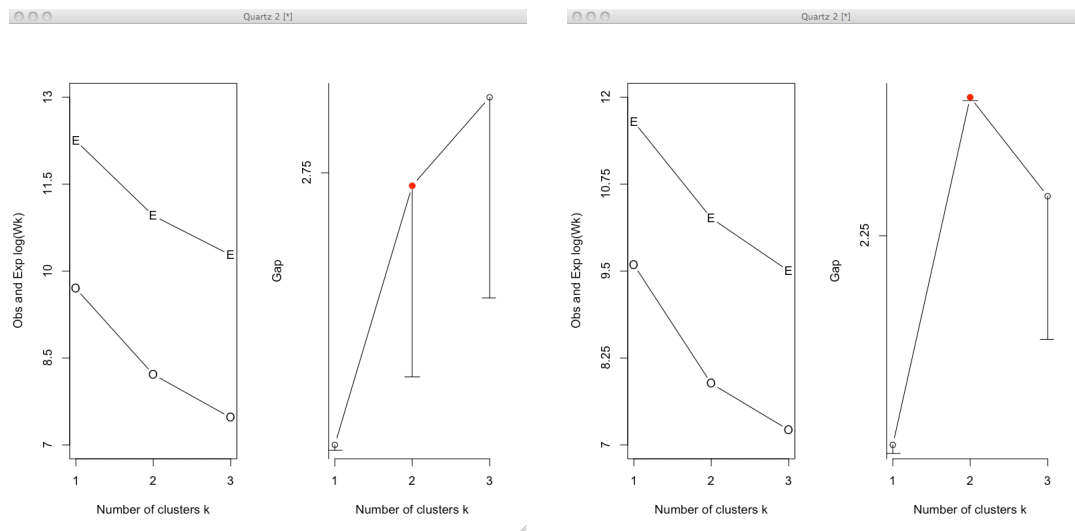 Quartz 2 [*]
Obs and Exp log(Wk)
13
11.5
10
8.5
7
E
E
E
O
O
O
1 2 3
Number of clusters k
Gap
2.75
1 2 3
Number of clusters k
Quartz 2 [*]
Obs and Exp log(Wk)
12
10.75
9.5
8.25
7
E
E
E
O
O
O
1 2 3
Number of clusters k
Gap
2.25
1 2 3
Number of clusters k